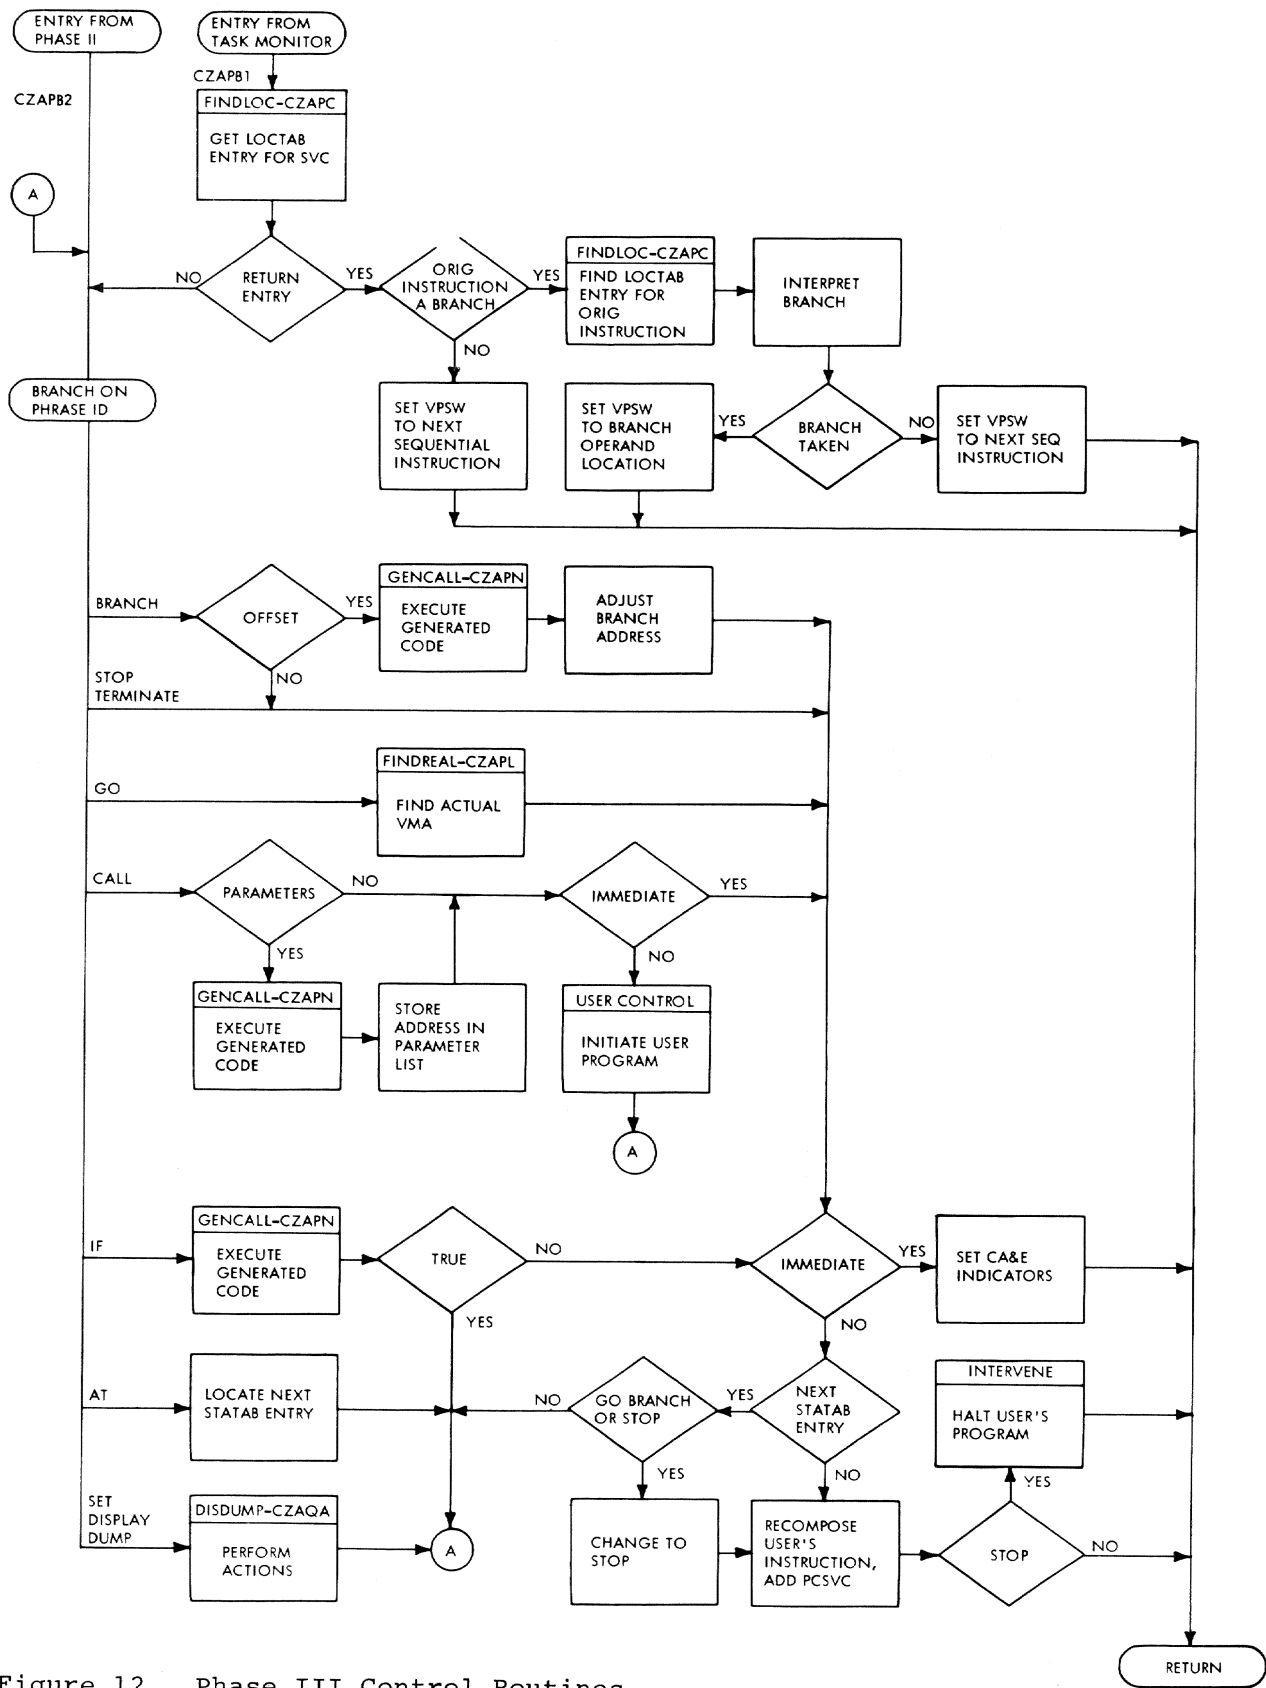 ENTRY FROM
PHASE II
ENTRY FROM
TASK MONITOR
CZAPB1
CZAPB2
FINDLOC-CZAPC
GET LOCTAB
ENTRY FOR SVC
A
NO
RETURN
ENTRY
YES
ORIG
INSTRUCTION
A BRANCH
YES
FINDLOC-CZAPC
FIND LOCTAB
ENTRY FOR
ORIG
INSTRUCTION
INTERPRET
BRANCH
NO
BRANCH ON
PHRASE ID
SET VPSW
TO NEXT
SEQUENTIAL
INSTRUCTION
SET VPSW
TO BRANCH
OPERAND
LOCATION
YES
BRANCH
TAKEN
NO
SET VPSW
TO NEXT SEQ
INSTRUCTION
BRANCH
OFFSET
YES
GENCALL-CZAPN
EXECUTE
GENERATED
CODE
ADJUST
BRANCH
ADDRESS
NO
STOP
TERMINATE
GO
FINDREAL-CZAPL
FIND ACTUAL
VMA
CALL
PARAMETERS
NO
IMMEDIATE
YES
YES
NO
GENCALL-CZAPN
EXECUTE
GENERATED
CODE
STORE
ADDRESS IN
PARAMETER
LIST
USER CONTROL
INITIATE USER
PROGRAM
A
IF
GENCALL-CZAPN
EXECUTE
GENERATED
CODE
TRUE
NO
IMMEDIATE
YES
SET CA&E
INDICATORS
YES
NO
AT
LOCATE NEXT
STATAB ENTRY
NO
GO BRANCH
OR STOP
YES
NEXT
STATAB
ENTRY
INTERVENE
HALT USER'S
PROGRAM
YES
NO
YES
SET
DISPLAY
DUMP
DISDUMP-CZAQA
PERFORM
ACTIONS
A
CHANGE TO
STOP
RECOMPOSE
USER'S
INSTRUCTION,
ADD PCSVC
STOP
NO
RETURN
Figure 12. Phase III Control Routines